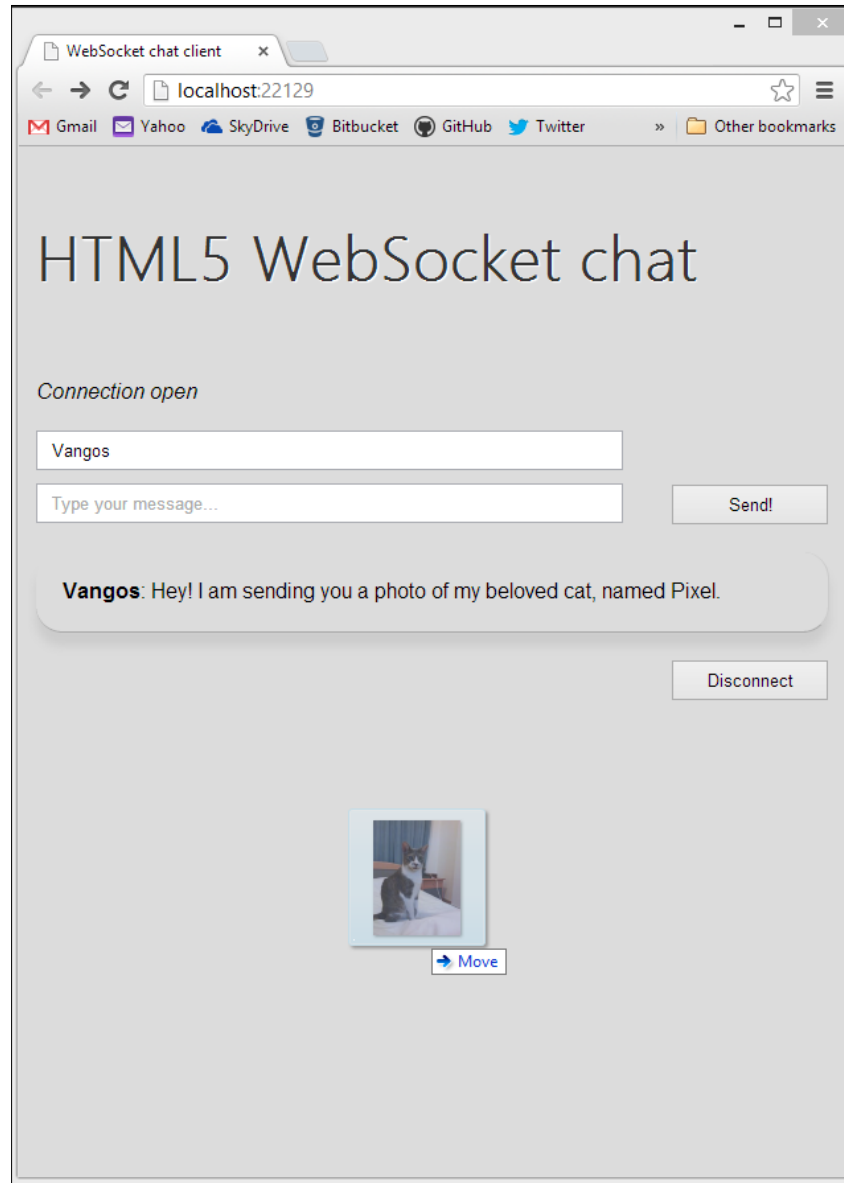 WebSocket chat client
localhost:22129
Gmail Yahoo SkyDrive Bitbucket GitHub Twitter » Other bookmarks
HTML5 WebSocket chat
Connection open
Vangos
Type your message...
Send!
Vangos: Hey! I am sending you a photo of my beloved cat, named Pixel.
Disconnect
Move